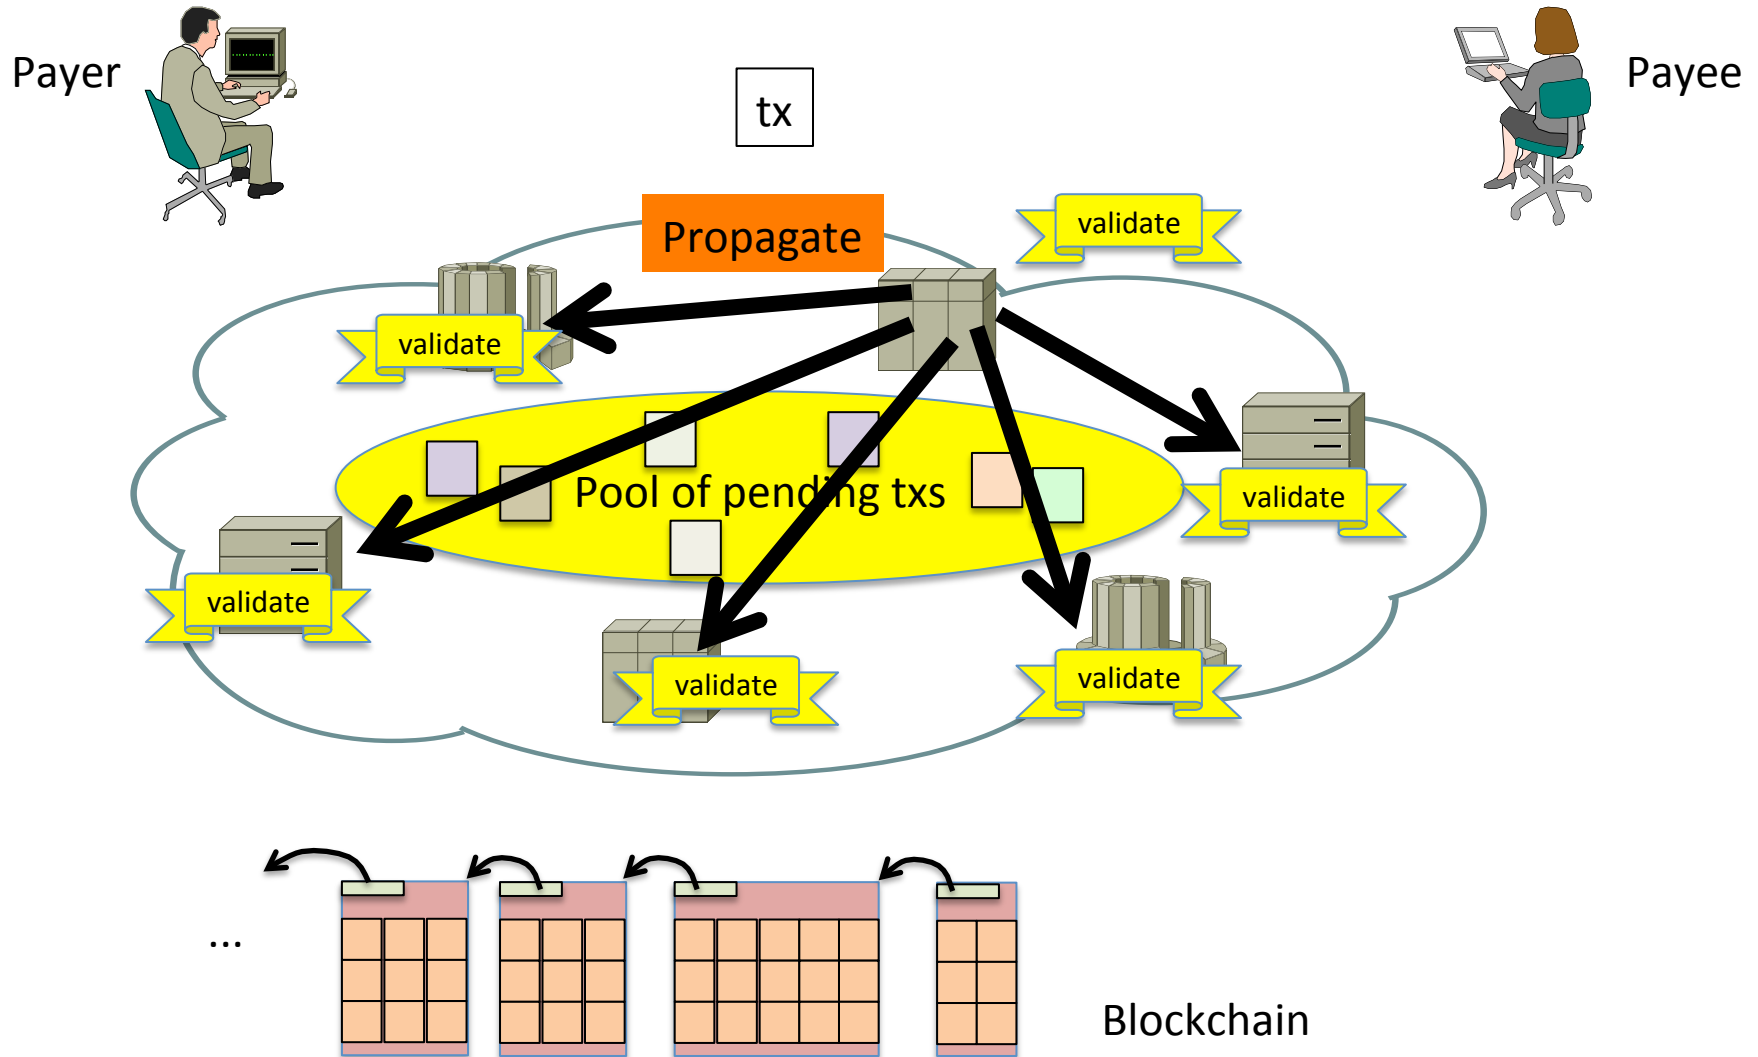 Payer
Payee
tx
Propagate
validate
validate
Pool of pending txs
validate
validate
validate
validate
...
Blockchain